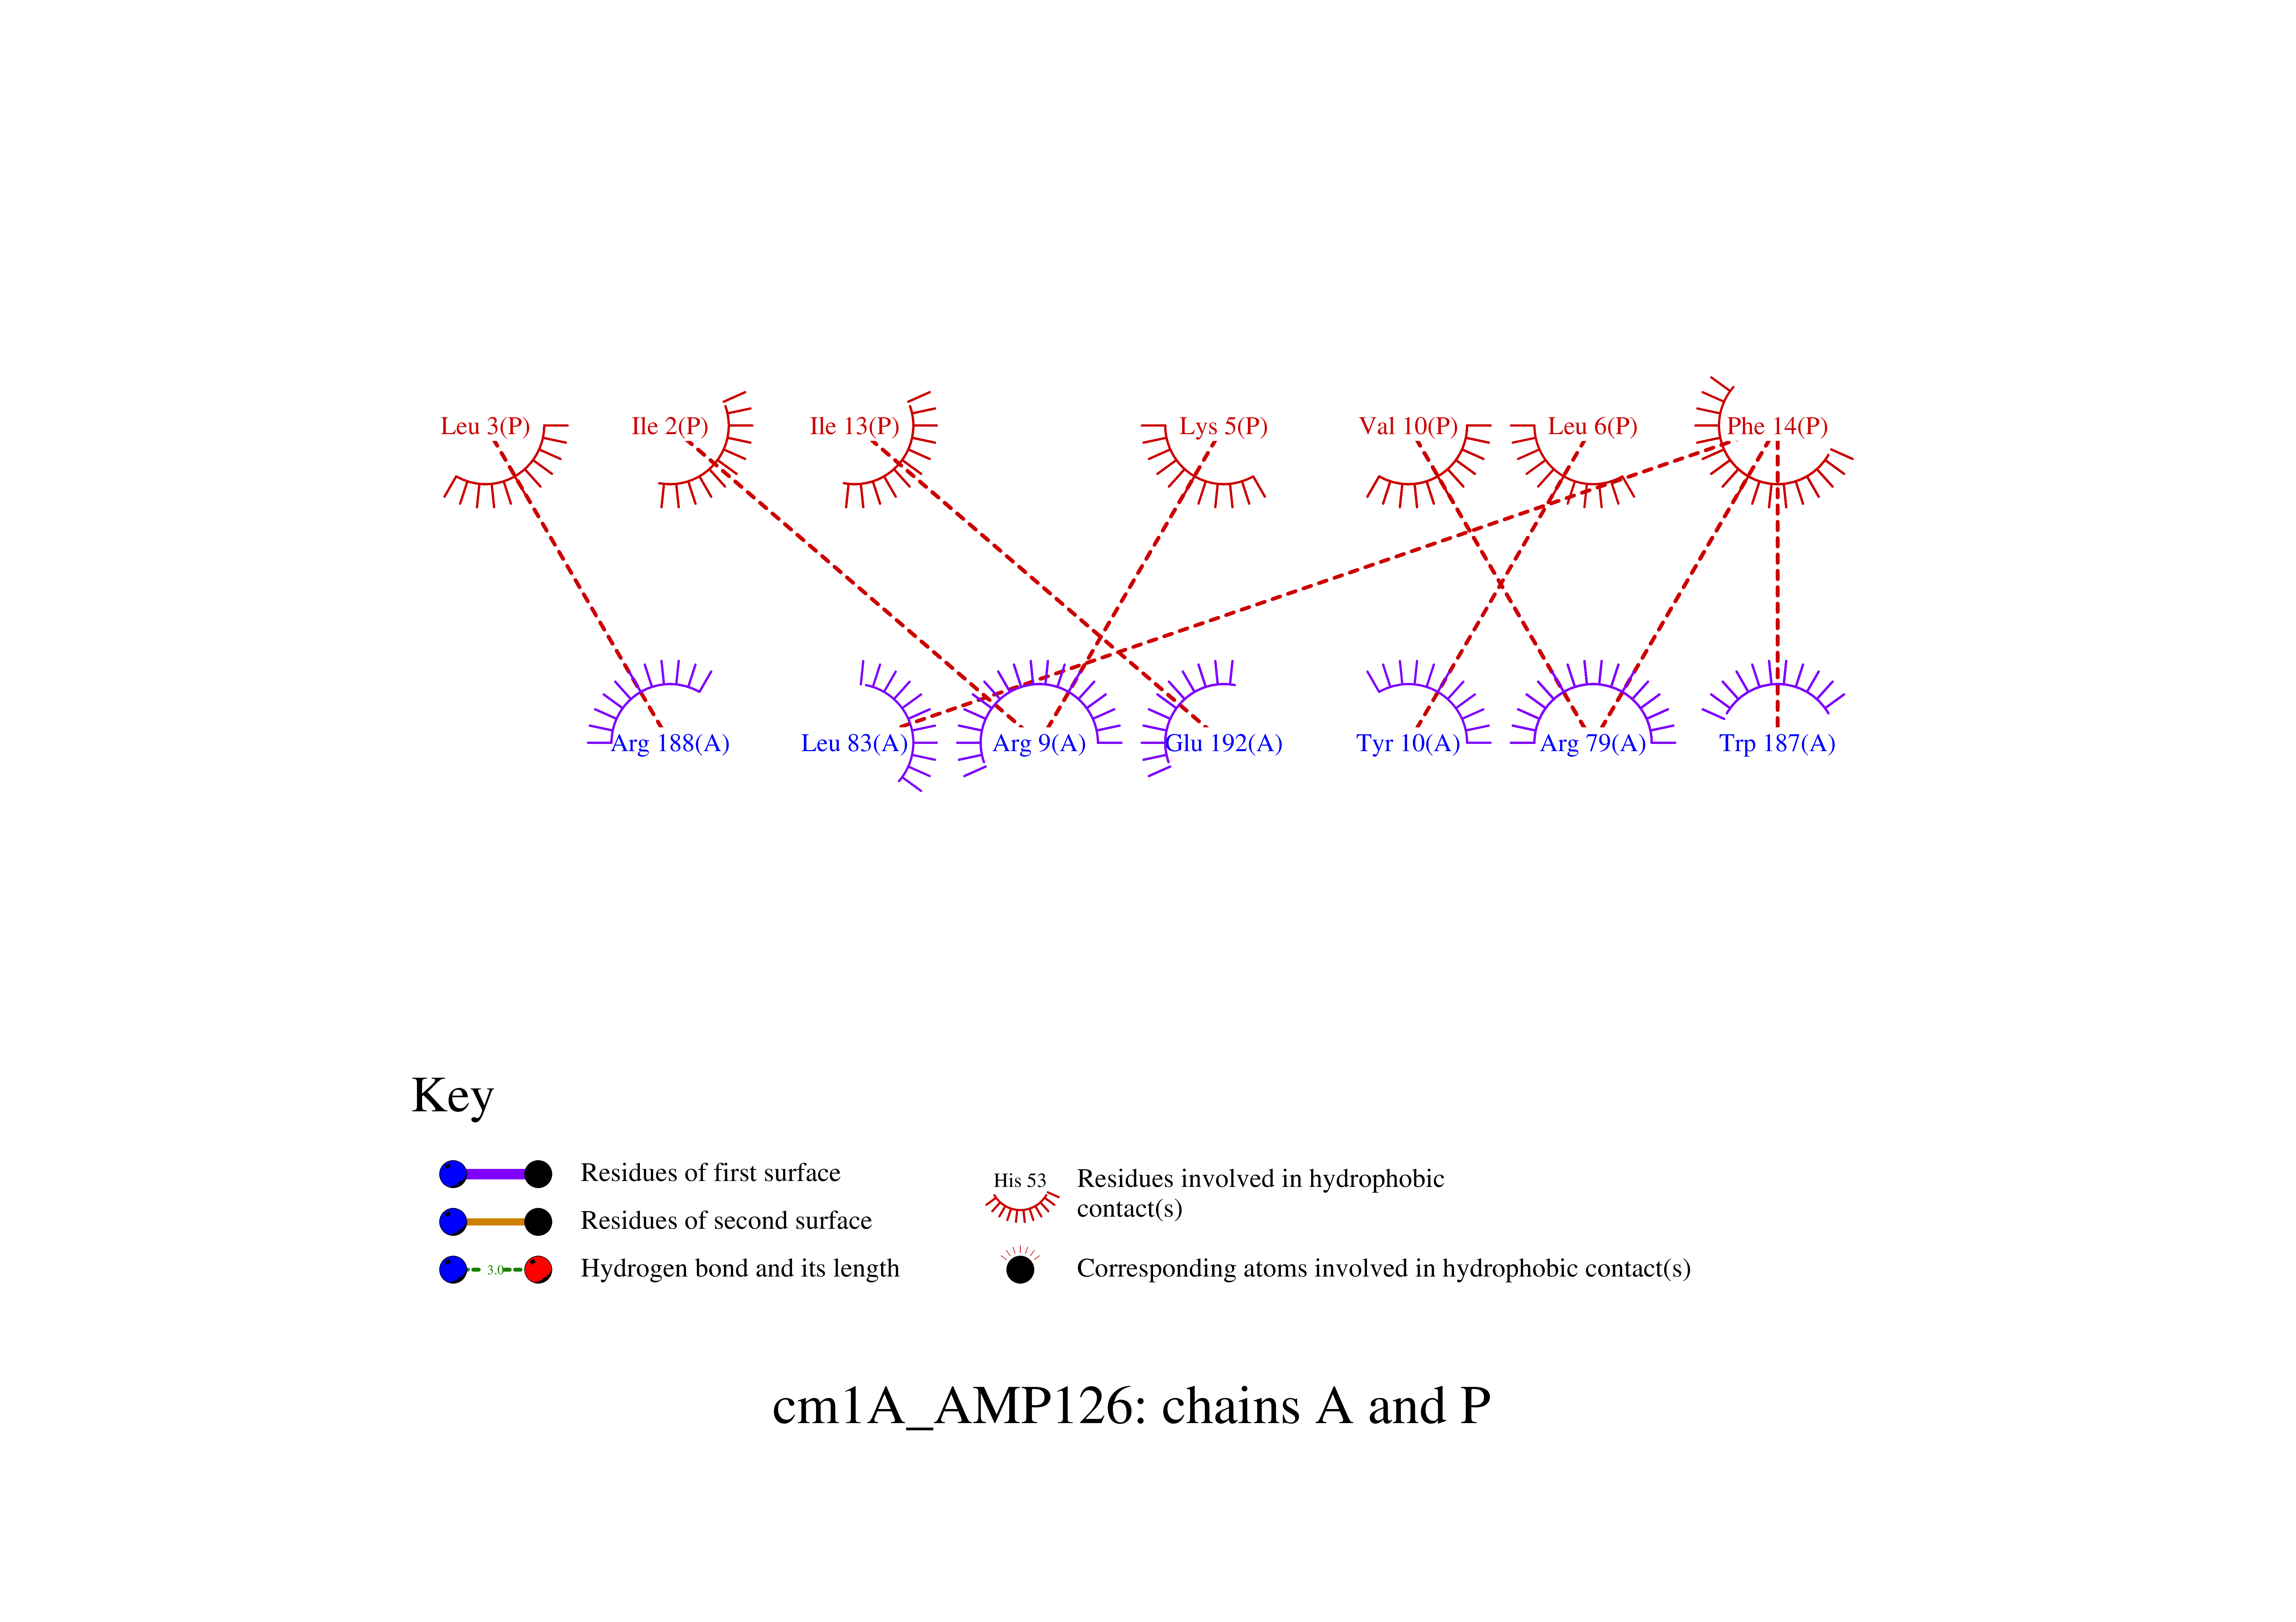 Leu 3(P) Ile 2(P) Ile 13(P) Lys 5(P) Val 10(P) Leu 6(P) Phe 14(P)
Arg 188(A) Leu 83(A) Arg 9(A) Glu 192(A) Tyr 10(A) Arg 79(A) Trp 187(A)
Key
Residues of first surface
Residues of second surface
3.0 Hydrogen bond and its length
His 53 Residues involved in hydrophobic
contact(s)
Corresponding atoms involved in hydrophobic contact(s)
cm1A_AMP126: chains A and P